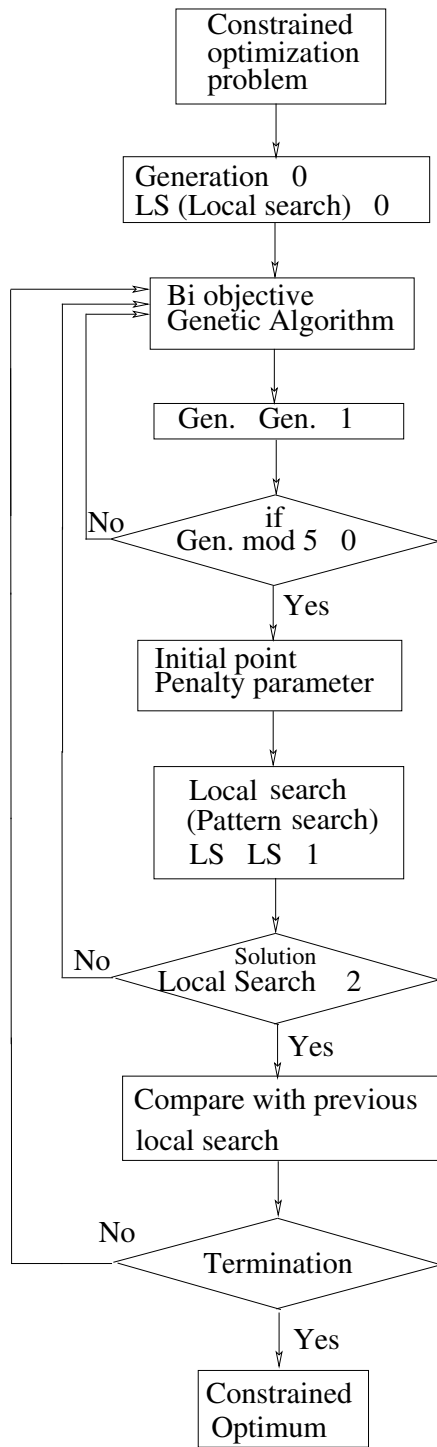 Constrained
optimization
problem
Generation 0
LS (Local search) 0
Bi objective
Genetic Algorithm
Gen. Gen. 1
No
if
Gen. mod 5 0
Yes
Initial point
Penalty parameter
Local search
(Pattern search)
LS LS 1
No
Solution
Local Search 2
Yes
Compare with previous
local search
No
Termination
Yes
Constrained
Optimum